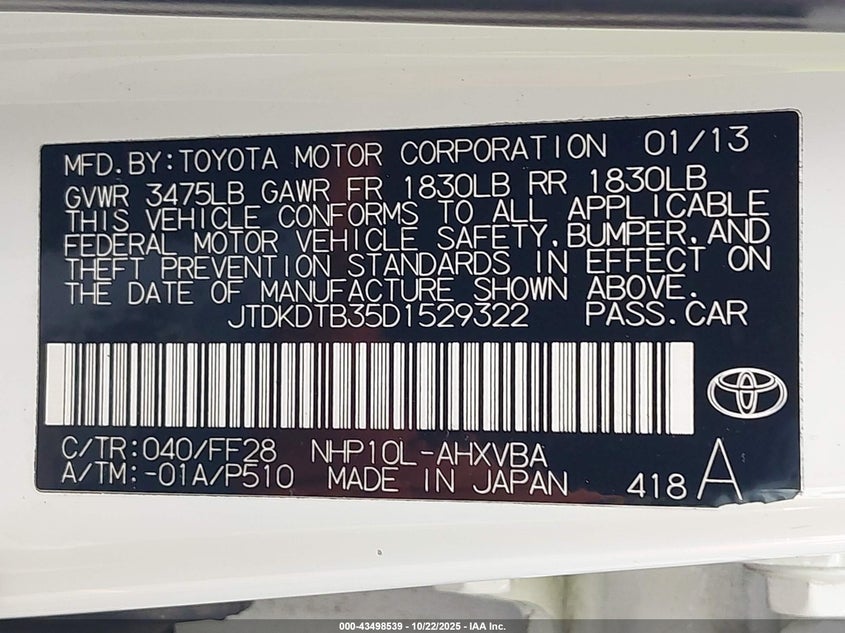 MFD.BY:TOYOTA MOTOR CORPORATION 01/13
GVWR 3475LB GAWR FR 1830LB RR 1830LB
THIS VEHICLE CONFORMS TO ALL APPLICABLE
FEDERAL MOTOR VEHICLE SAFETY,BUMPER,AND
THEFT PREVENTION STANDARDS IN EFFECT ON
THE DATE OF MANUFACTURE SHOWN ABOVE.
JTDKDTB35D1529322 PASS.CAR
C/TR:040/FF28 NHP10L-AHXVBA
A/TM:-01A/P510 MADE IN JAPAN 418 A
000-43498539 - 10/22/2025 - IAA Inc.